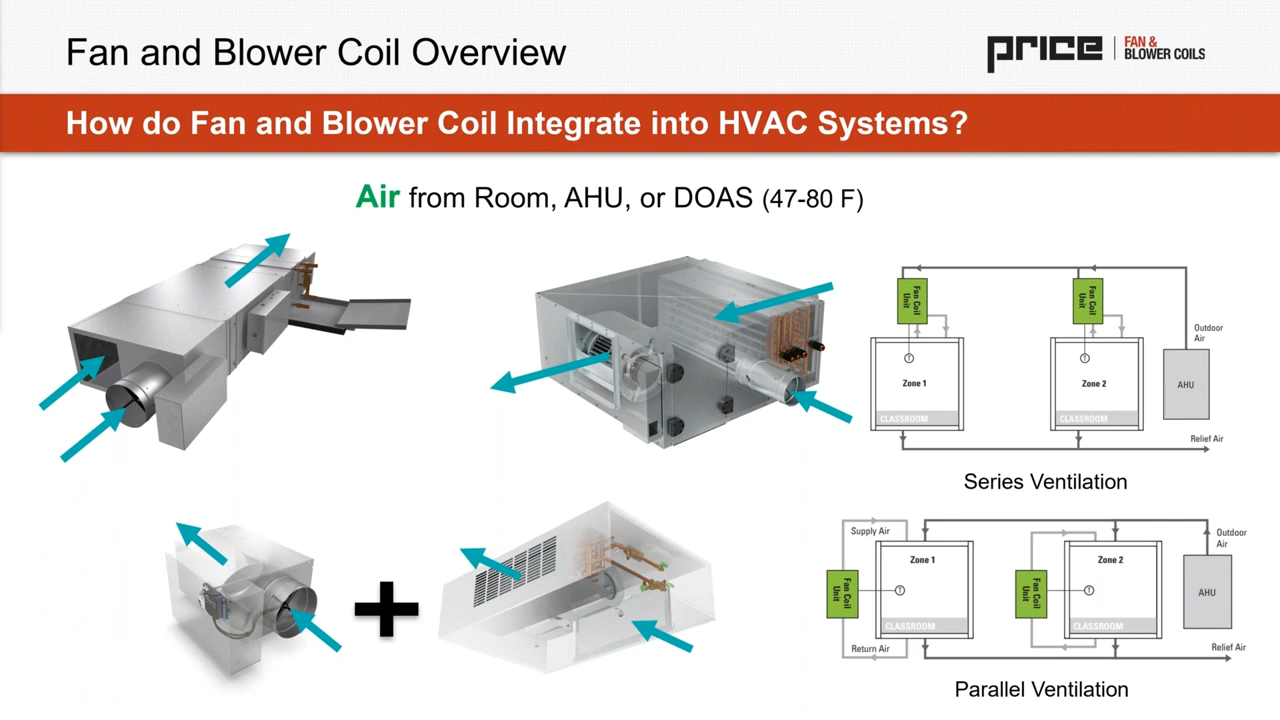 Fan and Blower Coil Overview
price
FAN &
BLOWER COILS
How do Fan and Blower Coil Integrate into HVAC Systems?
Air from Room, AHU, or DOAS (47-80 F)
Fan Coil
Unit
Fan Coil
Unit
Outdoor
Air
T
T
Zone 1
Zone 2
AHU
CLASSROOM
CLASSROOM
Relief Air
Series Ventilation
Supply Air
Outdoor
Air
Zone 1
Zone 2
Fan Coil
Unit
T
Fan Coil
Unit
T
AHU
CLASSROOM
CLASSROOM
Return Air
Relief Air
Parallel Ventilation